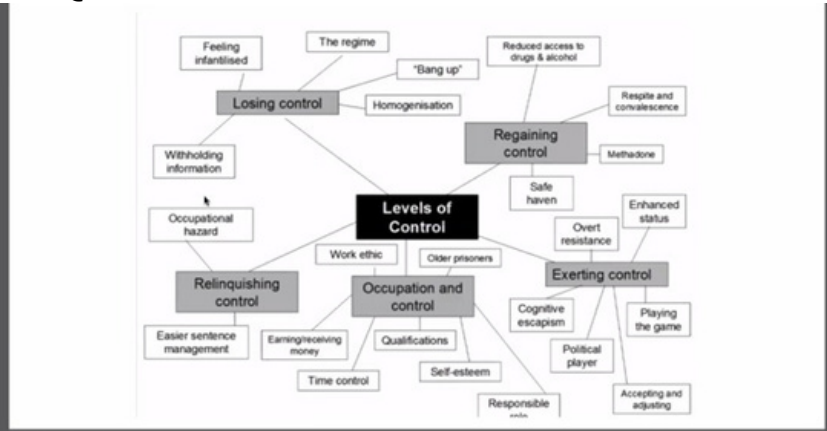 Feeling
infantilised
The regime
"Bang up"
Losing control
Homogenisation
Withholding
information
Reduced access to
drugs & alcohol
Respite and
convalescence
Regaining
control
Methadone
Safe
haven
Levels of
Control
Occupational
hazard
Relinquishing
control
Easier sentence
management
Work ethic
Older prisoners
Occupation and
control
Earning/receiving
money
Qualifications
Time control
Self-esteem
Responsible
Enhanced
status
Overt
resistance
Exerting control
Cognitive
escapism
Playing
the game
Political
player
Accepting and
adjusting